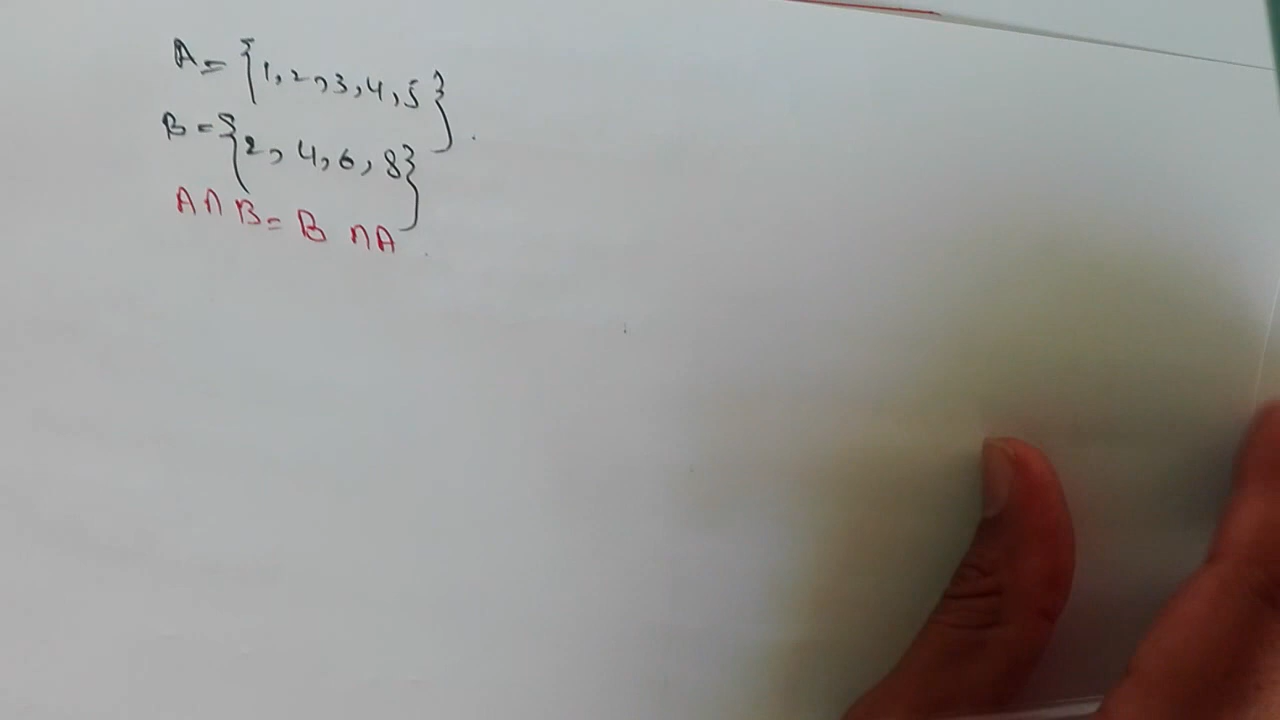 A = {1, 2, 3, 4, 5}.
B = {2, 4, 6, 8}
A ∩ B = B ∩ A.